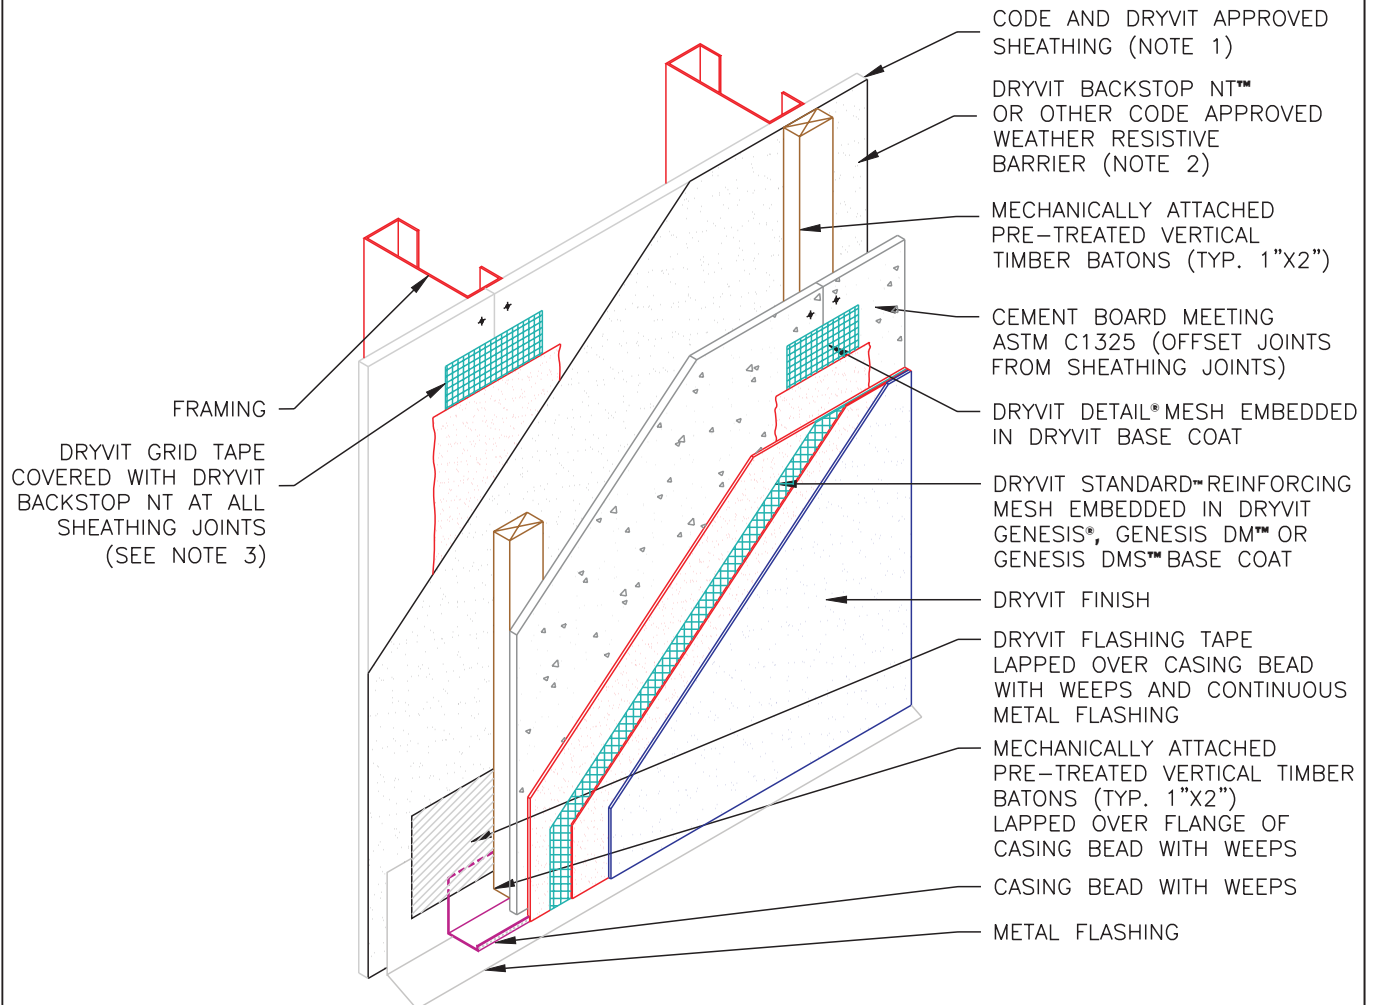 CODE AND DRYVIT APPROVED
SHEATHING (NOTE 1)
DRYVIT BACKSTOP NT™
OR OTHER CODE APPROVED
WEATHER RESISTIVE
BARRIER (NOTE 2)
MECHANICALLY ATTACHED
PRE-TREATED VERTICAL
TIMBER BATONS (TYP. 1"X2")
CEMENT BOARD MEETING
ASTM C1325 (OFFSET JOINTS
FROM SHEATHING JOINTS)
FRAMING
DRYVIT GRID TAPE
COVERED WITH DRYVIT
BACKSTOP NT AT ALL
SHEATHING JOINTS
(SEE NOTE 3)
DRYVIT DETAIL® MESH EMBEDDED
IN DRYVIT BASE COAT
DRYVIT STANDARD™ REINFORCING
MESH EMBEDDED IN DRYVIT
GENESIS®, GENESIS DM™ OR
GENESIS DMS™ BASE COAT
DRYVIT FINISH
DRYVIT FLASHING TAPE
LAPPED OVER CASING BEAD
WITH WEEPS AND CONTINUOUS
METAL FLASHING
MECHANICALLY ATTACHED
PRE-TREATED VERTICAL TIMBER
BATONS (TYP. 1"X2")
LAPPED OVER FLANGE OF
CASING BEAD WITH WEEPS
CASING BEAD WITH WEEPS
METAL FLASHING